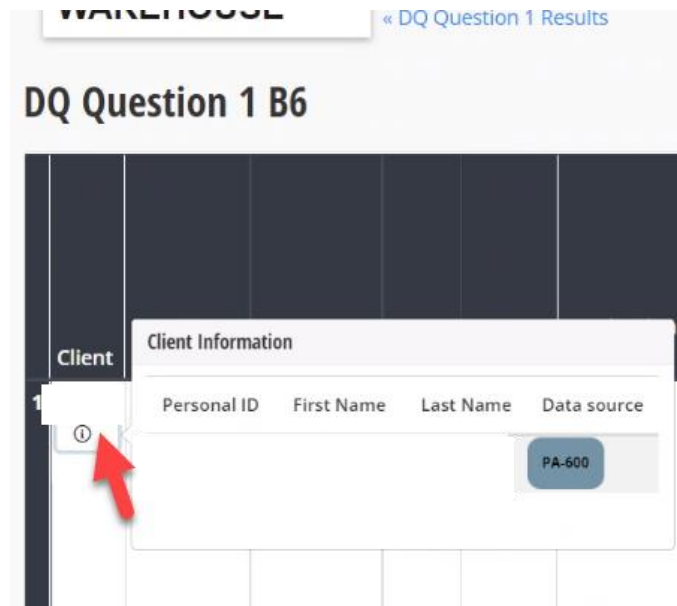 WAREHOUSE
« DQ Question 1 Results
DQ Question 1 B6
Client
Client Information
1
Personal ID First Name Last Name Data source
PA-600